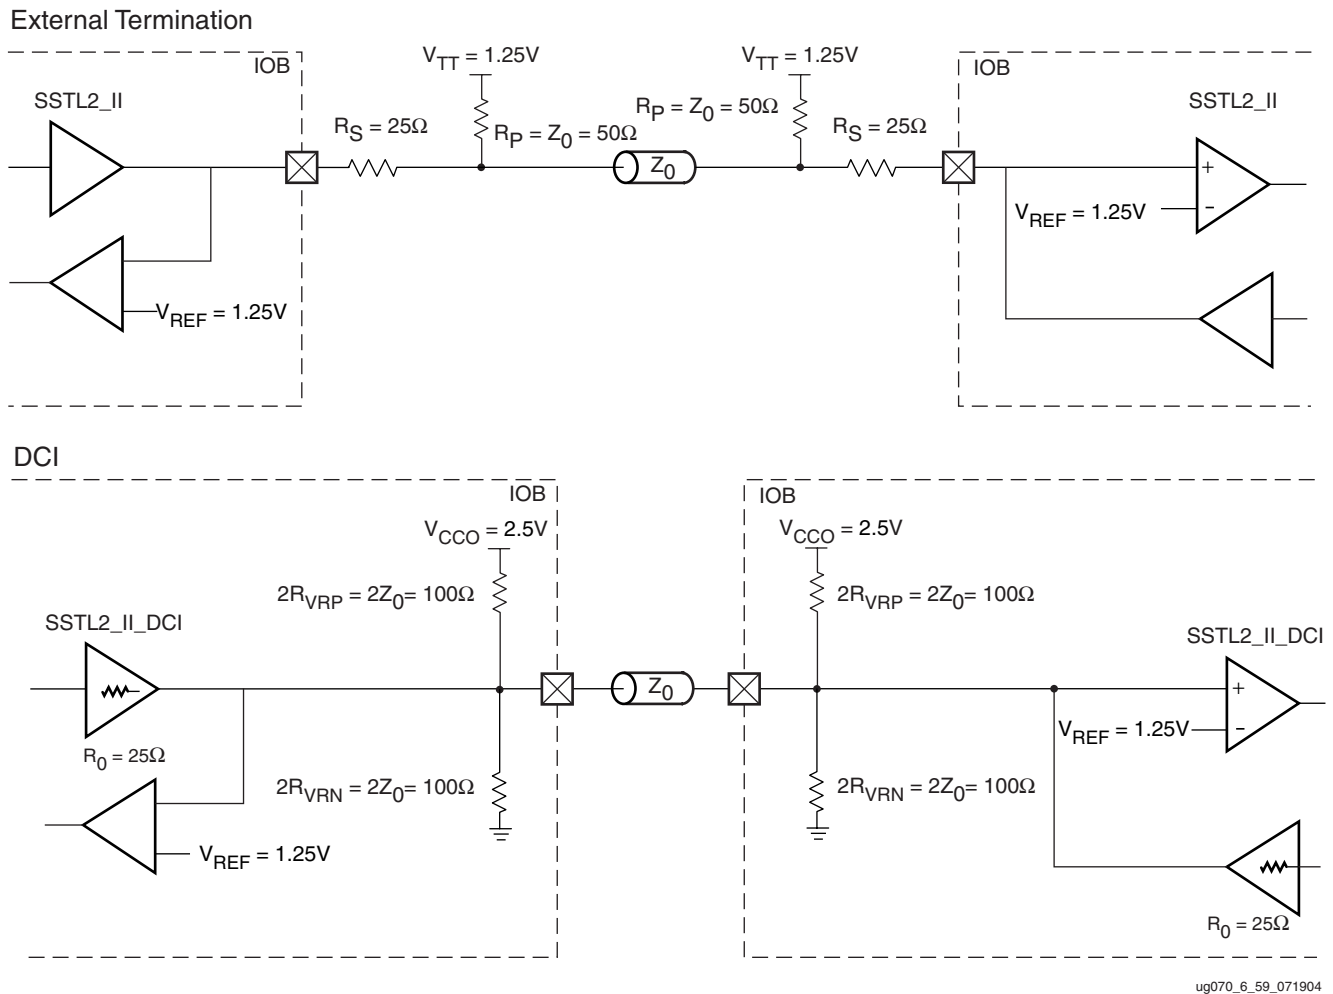 External Termination
IOB
V_TT = 1.25V
V_TT = 1.25V
IOB
SSTL2_II
R_S = 25Ω
R_P = Z_0 = 50Ω
R_P = Z_0 = 50Ω
R_S = 25Ω
SSTL2_II
Z_0
+
V_REF = 1.25V
–
V_REF = 1.25V
DCI
IOB
IOB
V_CCO = 2.5V
V_CCO = 2.5V
2R_VRP = 2Z_0= 100Ω
2R_VRP = 2Z_0= 100Ω
SSTL2_II_DCI
SSTL2_II_DCI
Z_0
+
V_REF = 1.25V
–
R_0 = 25Ω
2R_VRN = 2Z_0= 100Ω
2R_VRN = 2Z_0= 100Ω
V_REF = 1.25V
R_0 = 25Ω
ug070_6_59_071904